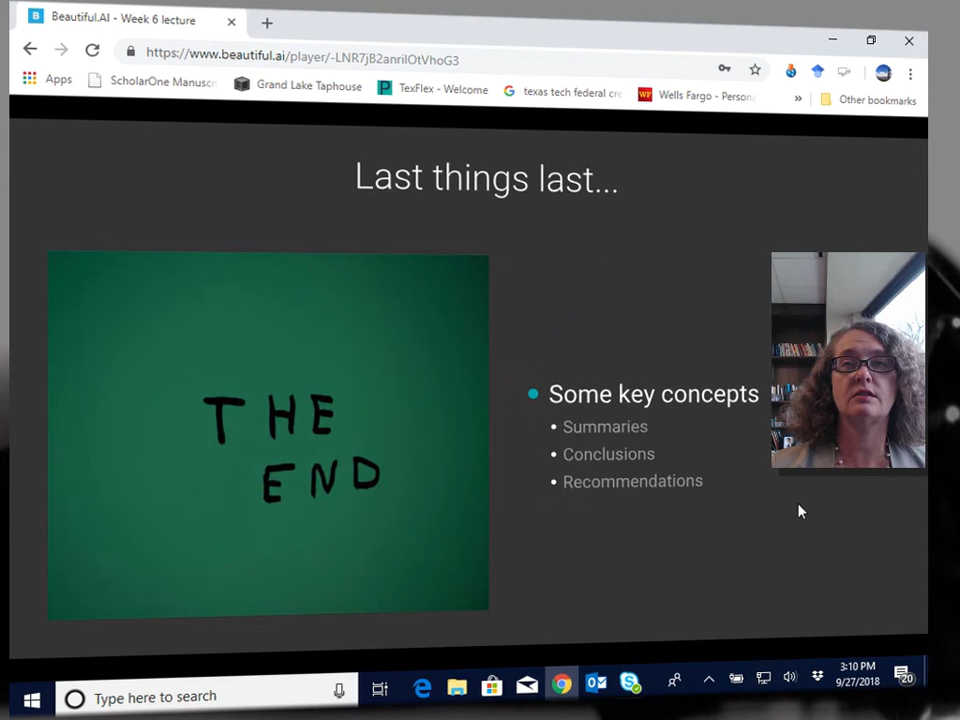 Beautiful.AI - Week 6 lecture
https://www.beautiful.ai/player/-LNR7jB2anriIOtVhoG3
Apps
ScholarOne Manuscr
Grand Lake Taphouse
TexFlex - Welcome
texas tech federal cre
Wells Fargo - Person
Other bookmarks
Last things last...
THE
END
Some key concepts
Summaries
Conclusions
Recommendations
Type here to search
3:10 PM
9/27/2018
20